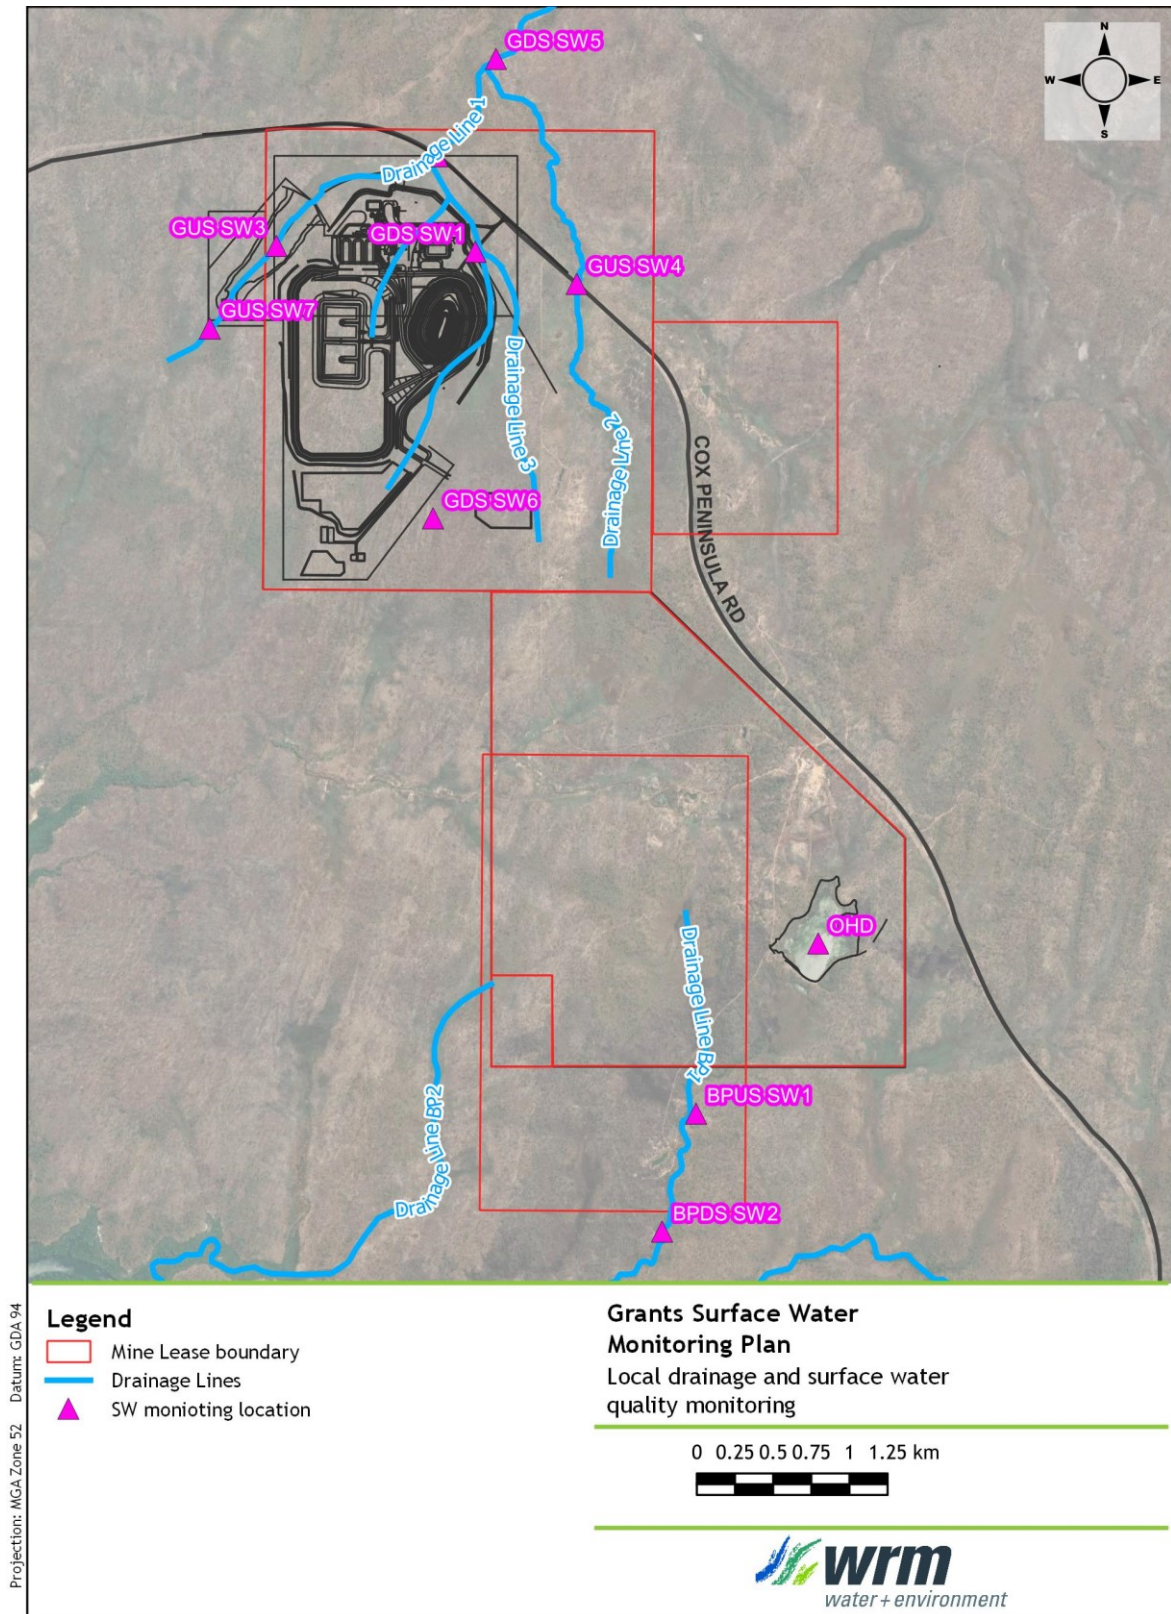 GDS SW5
N
W
E
S
Drainage Line 1
GUS SW3
GDS SW1
GUS SW4
GUS SW7
Drainage Line 3
Drainage Line 2
COX PENINSULA RD
GDS SW6
OHD
Drainage Line BP1
BPUS SW1
Drainage Line BP2
BPDS SW2
Legend
Mine Lease boundary
Drainage Lines
SW monioting location
Grants Surface Water
Monitoring Plan
Local drainage and surface water
quality monitoring
0 0.25 0.5 0.75 1 1.25 km
wrm
water + environment
Projection: MGA Zone 52 Datum: GDA 94